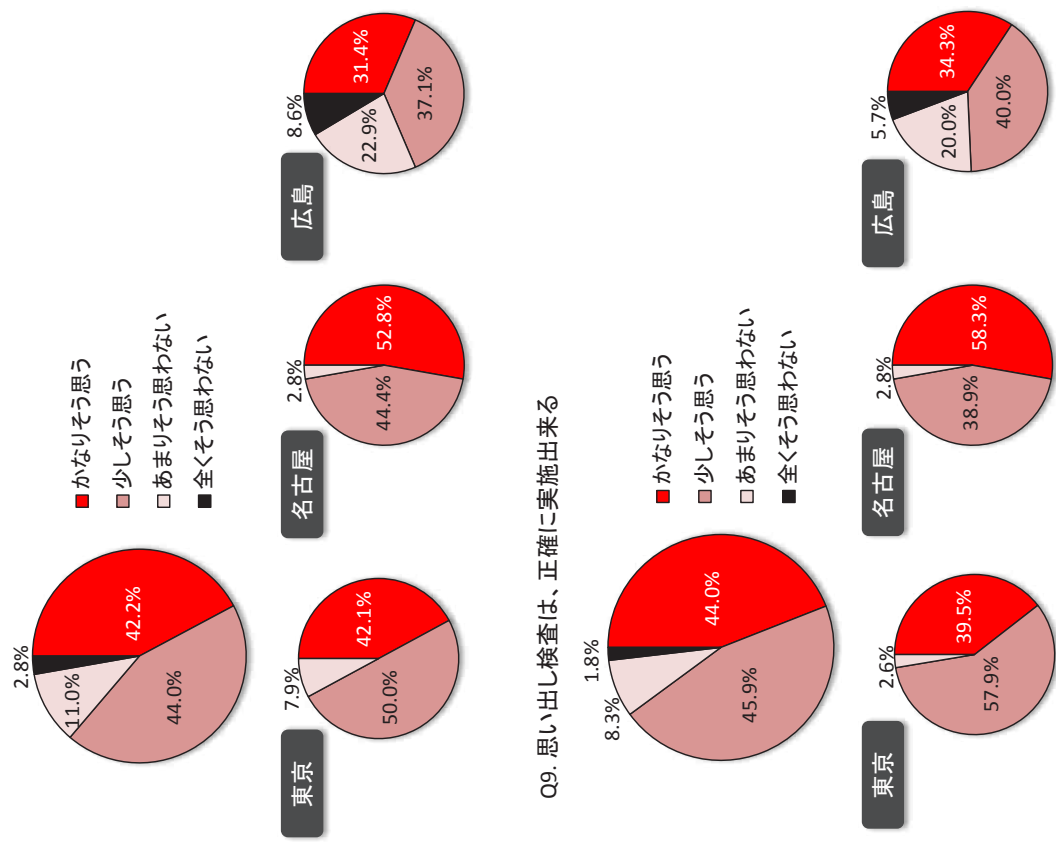 2.8%
42.2%
11.0%
44.0%
かなりそう思う
少しそう思う
あまりそう思わない
全くそう思わない
東京
7.9%
42.1%
50.0%
名古屋
2.8%
52.8%
44.4%
広島
8.6%
31.4%
22.9%
37.1%
Q9. 思い出し検査は、正確に実施出来る
1.8%
44.0%
8.3%
45.9%
かなりそう思う
少しそう思う
あまりそう思わない
全くそう思わない
東京
2.6%
39.5%
57.9%
名古屋
2.8%
58.3%
38.9%
広島
5.7%
34.3%
20.0%
40.0%